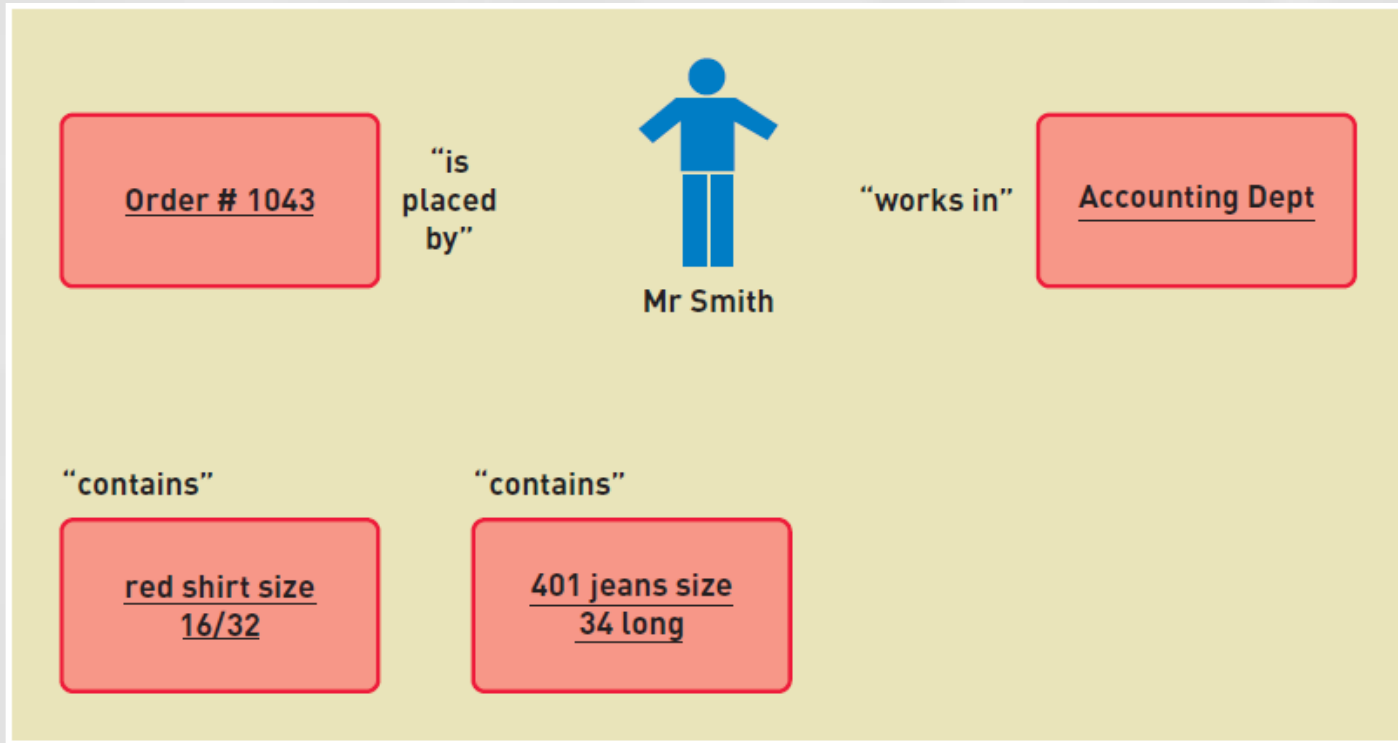 Order # 1043
“is
placed
by”
Mr Smith
“works in”
Accounting Dept
“contains”
red shirt size
16/32
“contains”
401 jeans size
34 long